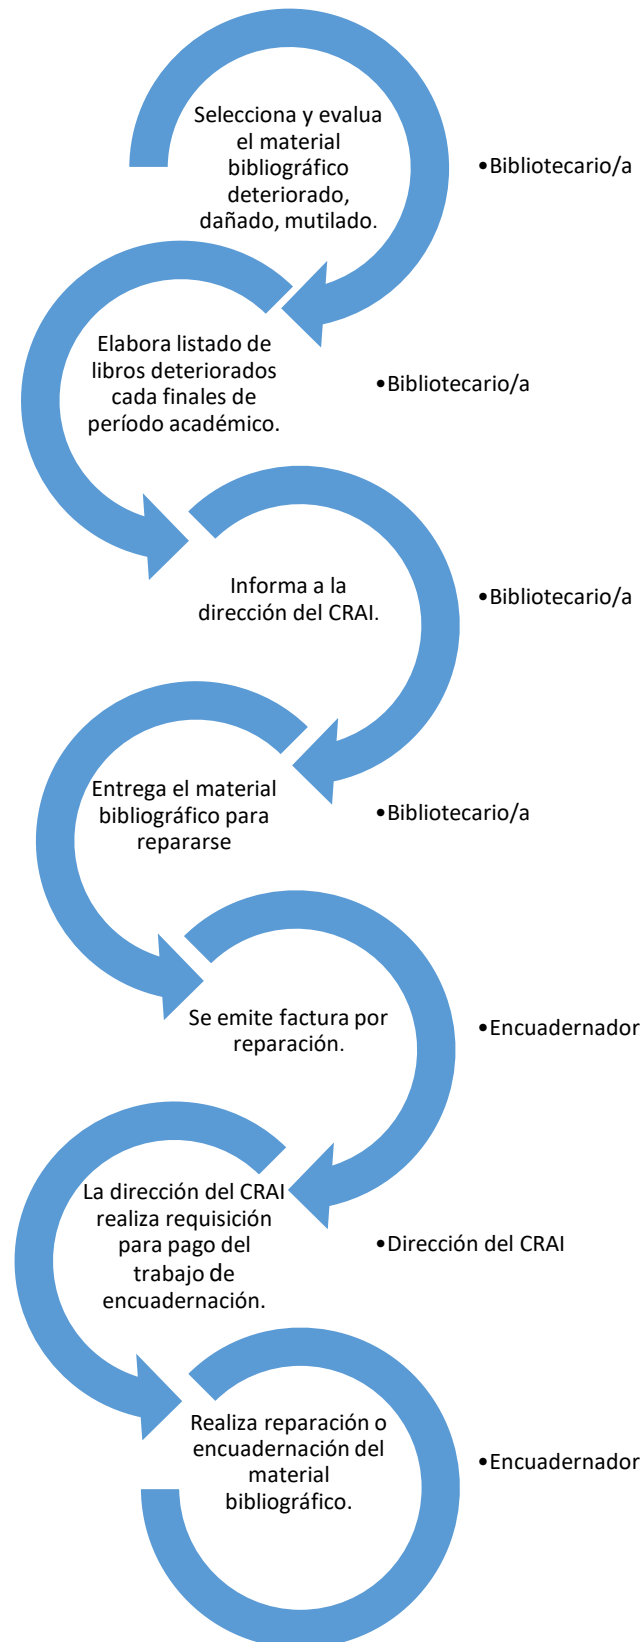 Selecciona y evalua
el material
bibliográfico
deteriorado,
dañado, mutilado.
•Bibliotecario/a
Elabora listado de
libros deteriorados
cada finales de
período académico.
•Bibliotecario/a
Informa a la
dirección del CRAI.
•Bibliotecario/a
Entrega el material
bibliográfico para
repararse
•Bibliotecario/a
Se emite factura por
reparación.
•Encuadernador
La dirección del CRAI
realiza requisición
para pago del
trabajo de
encuadernación.
•Dirección del CRAI
Realiza reparación o
encuadernación del
material
bibliográfico.
•Encuadernador